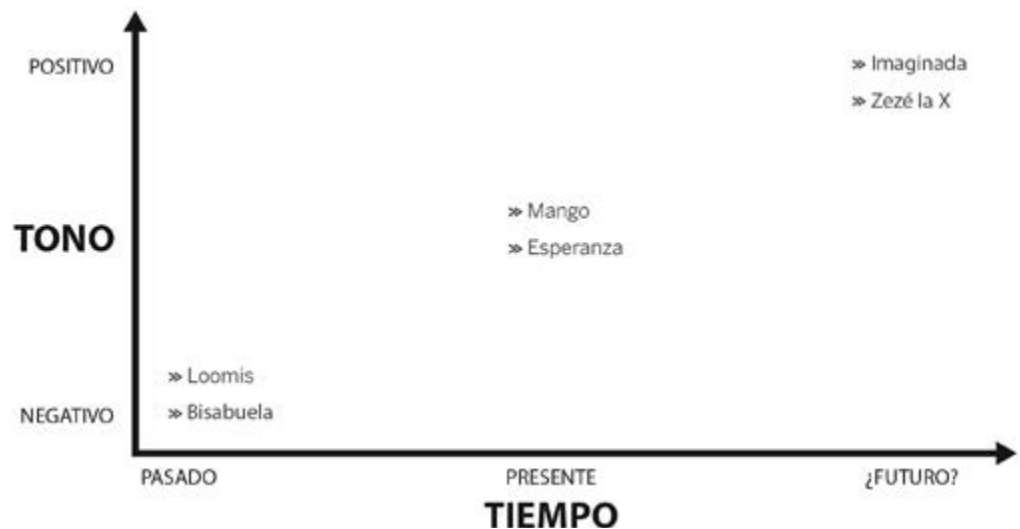 POSITIVO
» Imaginada
» Zezé la X
» Mango
TONO
» Esperanza
» Loomis
NEGATIVO
» Bisabuela
PASADO
PRESENTE
¿FUTURO?
TIEMPO